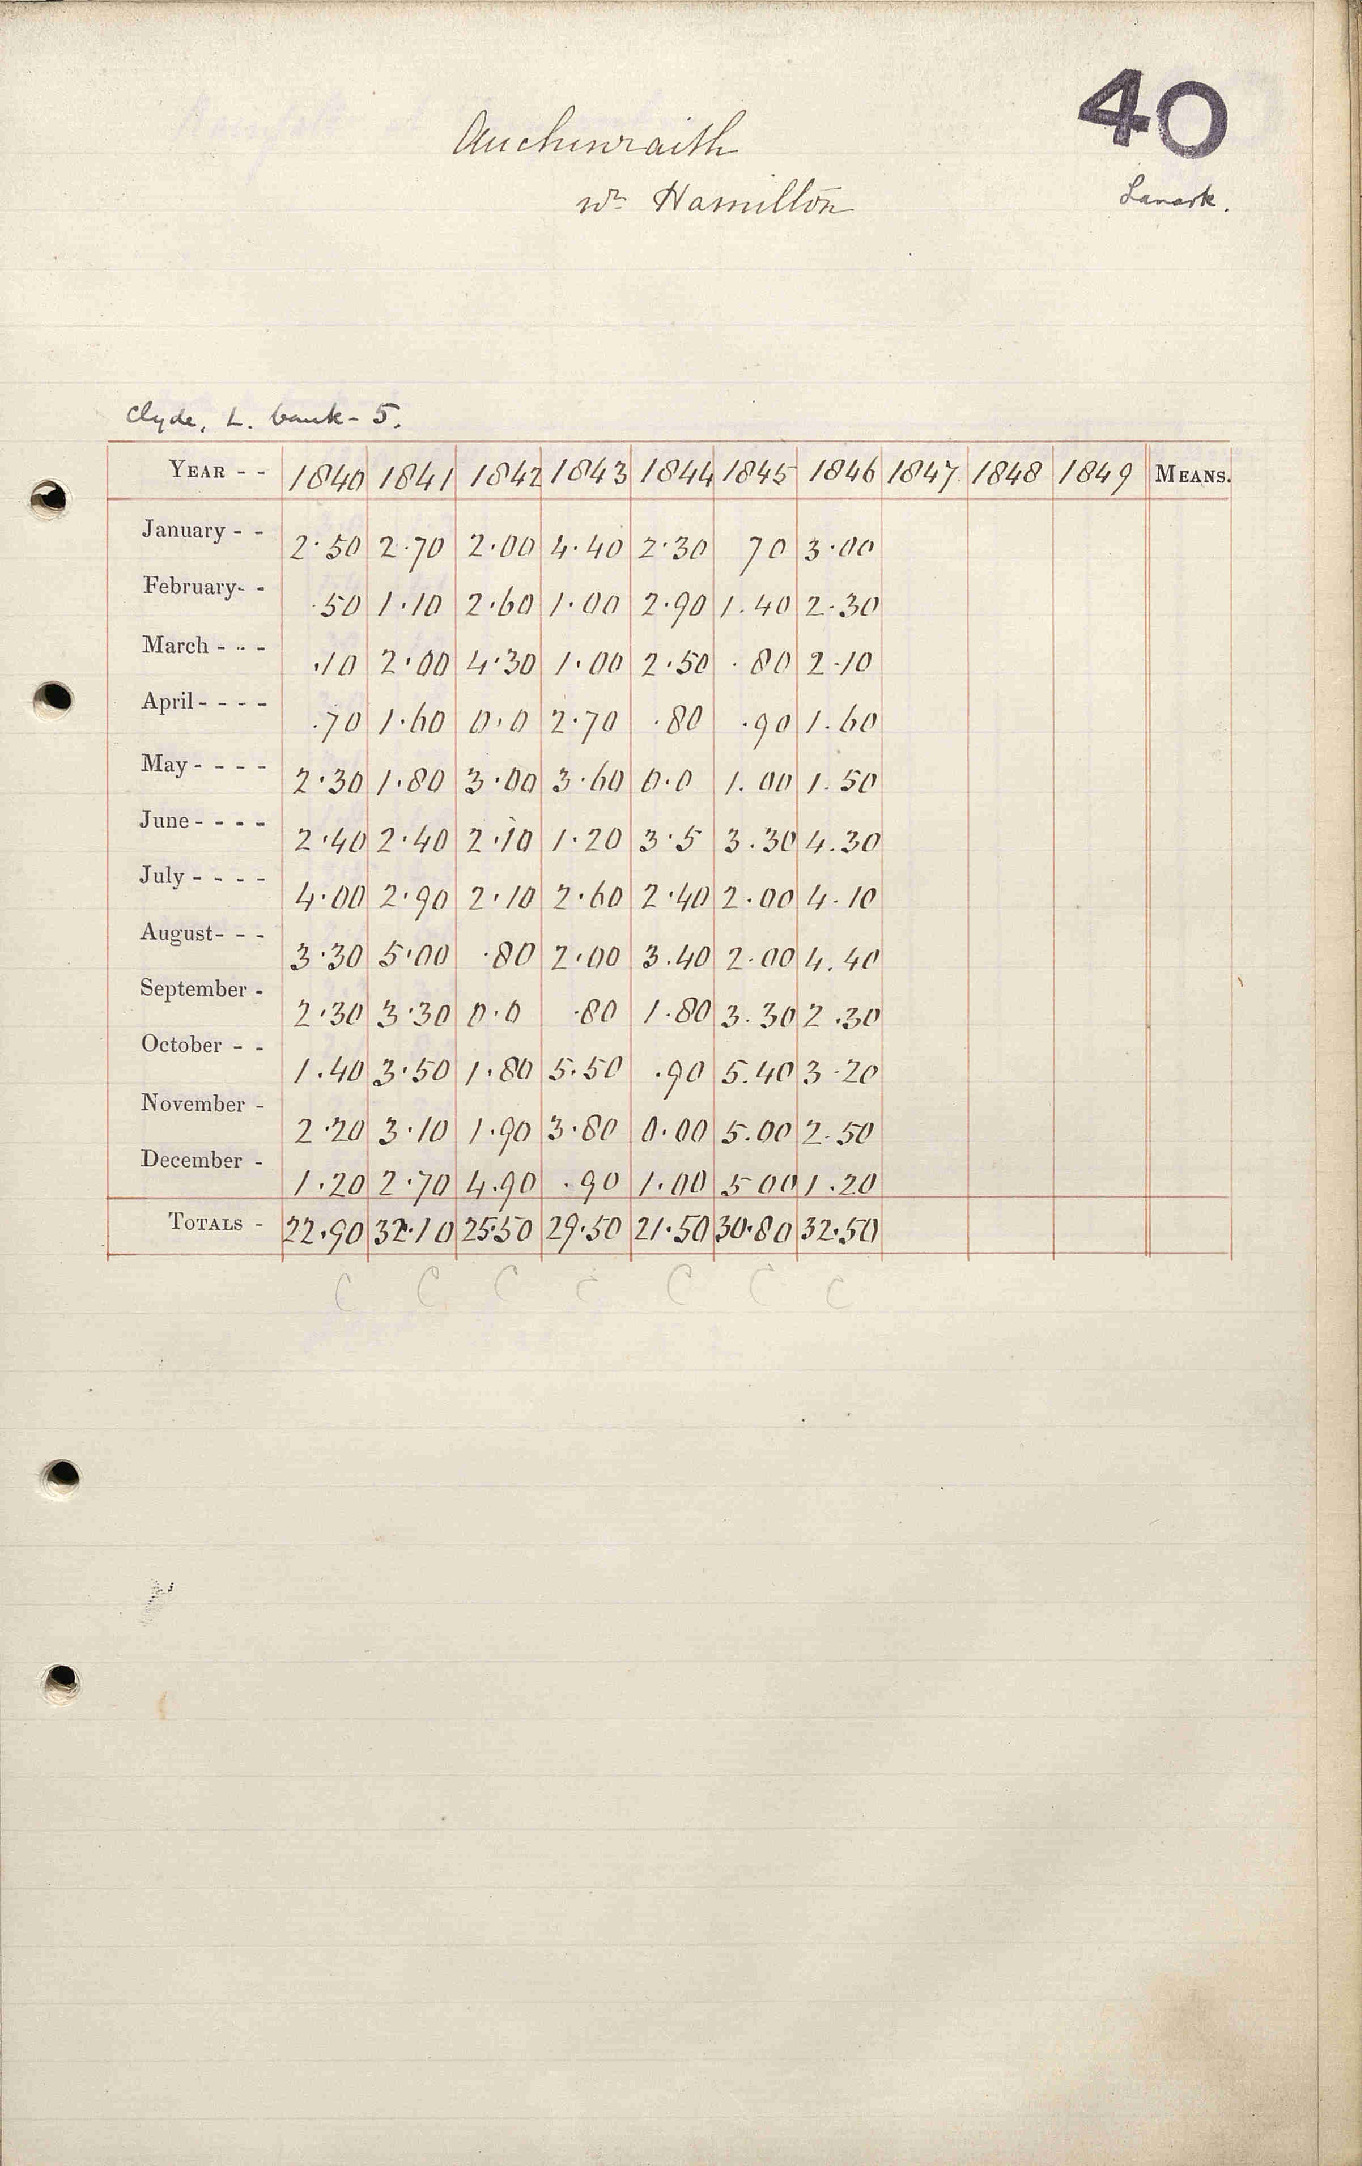 40
Auchinraith
nr Hamilton
Lanark.
Clyde, L. bank - 5.
YEAR - - 1840 1841 1842 1843 1844 1845 1846 1847 1848 1849 MEANS.
January - - 2.50 2.70 2.00 4.40 2.30 70 3.00
February - - .50 1.10 2.60 1.00 2.90 1.40 2.30
March - - - .10 2.00 4.30 1.00 2.50 .80 2.10
April - - - - .70 1.60 0.0 2.70 .80 .90 1.60
May - - - - 2.30 1.80 3.00 3.60 0.0 1.00 1.50
June - - - - 2.40 2.40 2.10 1.20 3.5 3.30 4.30
July - - - - 4.00 2.90 2.10 2.60 2.40 2.00 4.10
August - - - 3.30 5.00 .80 2.00 3.40 2.00 4.40
September - 2.30 3.30 0.0 .80 1.80 3.30 2.30
October - - 1.40 3.50 1.80 5.50 .90 5.40 3.20
November - 2.20 3.10 1.90 3.80 0.00 5.00 2.50
December - 1.20 2.70 4.90 .90 1.00 5 00 1.20
TOTALS - 22.90 32.10 25.50 29.50 21.50 30.80 32.50
C C C C C C C